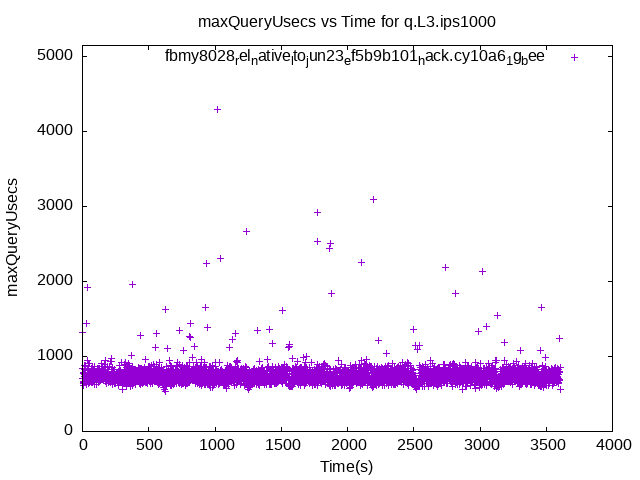 maxQueryUsecs vs Time for q.L3.ips1000
fbmy8028relnativeltojun23ef5b9b101hack.cy10a61gbee
5000
4000
3000
2000
1000
0
maxQueryUsecs
0 500 1000 1500 2000 2500 3000 3500 4000
Time(s)